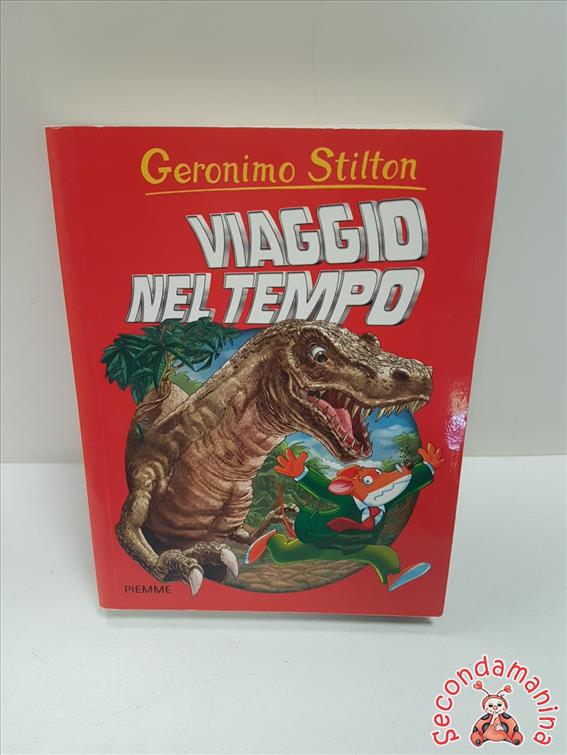 Geronimo Stilton
VIAGGIO
NEL TEMPO
PIEMME
Secondamanina